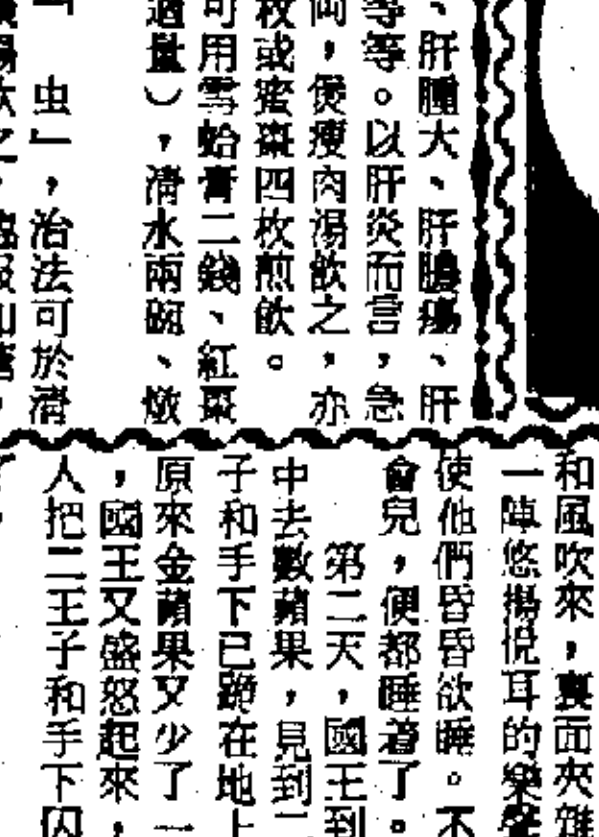 、肝腫大、肝膿瘍、肝
等等。以肝炎而言，急
両，煲瘦肉湯飲之，亦
枚或蜜棗四枚煎飲。
可用雪蛤膏二錢、紅棗
適量），清水兩碗、燉
虫」，治法可於清
和風吹來，裏面夾雜
一陣悠揚悅耳的樂聲
使他們昏昏欲睡。不
會兒，便都睡着了。
第二天，國王到
中去數蘋果，見到二
子和手下已跪在地上
原來金蘋果又少了一
，國王又盛怒起來，
人把二王子和手下囚